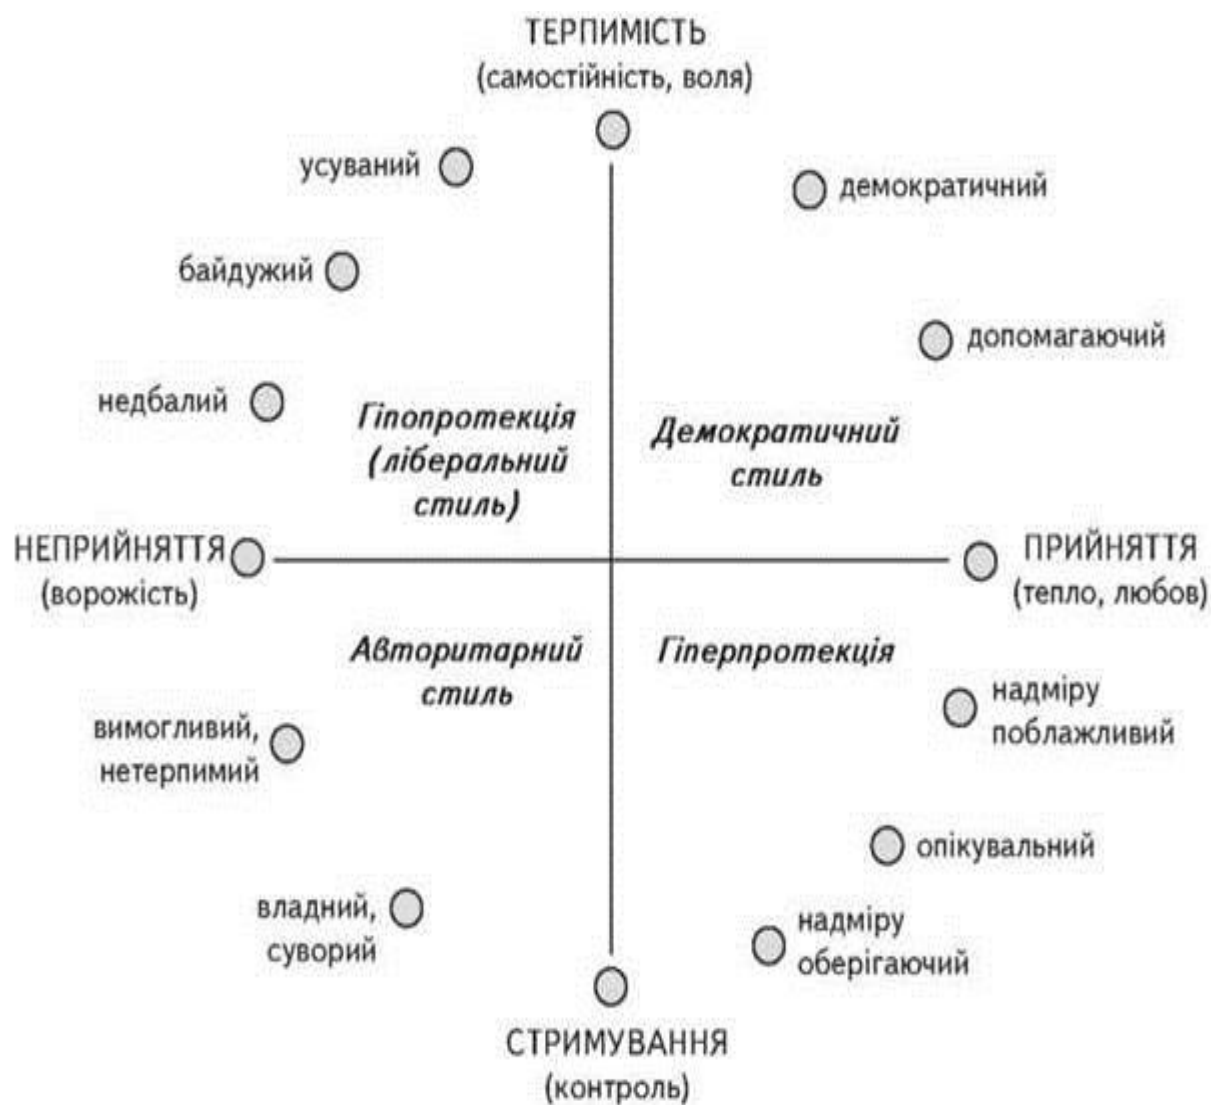 ТЕРПИМІСТЬ
(самостійність, воля)
усуваний
демократичний
байдужий
допомагаючий
недбалий
Гіпопротекція
(ліберальний
стиль)
Демократичний
стиль
НЕПРИЙНЯТТЯ
(ворожість)
ПРИЙНЯТТЯ
(тепло, любов)
Авторитарний
стиль
Гіперпротекція
надміру
поблажливий
вимогливий,
нетерпимий
опікувальний
владний,
суворий
надміру
оберігаючий
СТРИМУВАННЯ
(контроль)